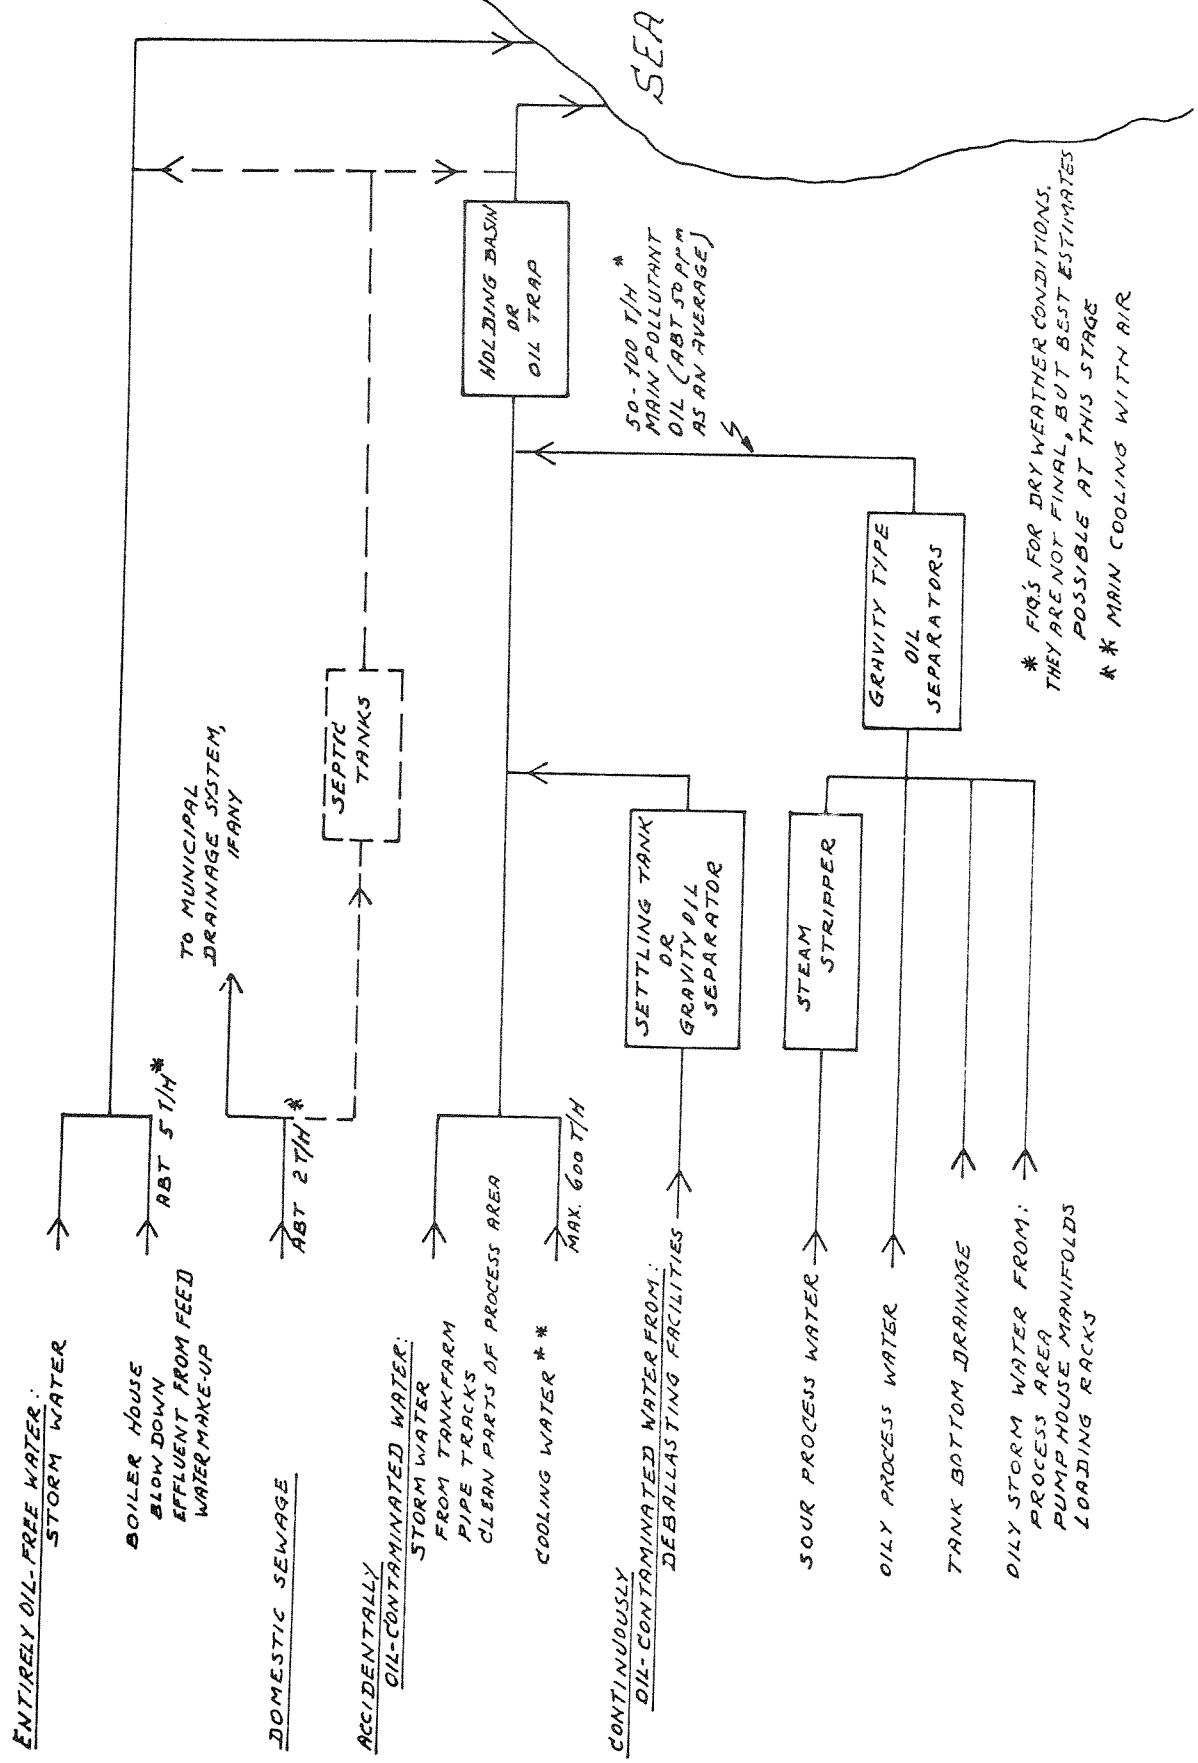 ENTIRELY OIL-FREE WATER:
STORM WATER
BOILER HOUSE
BLOW DOWN
EFFLUENT FROM FEED
WATER MAKE-UP
ABT 5 T/H*
DOMESTIC SEWAGE
ABT 2 T/H*
TO MUNICIPAL
DRAINAGE SYSTEM,
IF ANY
SEPTIC
TANKS
ACCIDENTALLY
OIL-CONTAMINATED WATER:
STORM WATER
FROM TANKFARM
PIPE TRACKS
CLEAN PARTS OF PROCESS AREA
COOLING WATER **
MAX. 600 T/H
HOLDING BASIN
OR
OIL TRAP
SEA
CONTINUOUSLY
OIL-CONTAMINATED WATER FROM:
DEBALLASTING FACILITIES
SETTLING TANK
OR
GRAVITY OIL
SEPARATOR
50-100 T/H *
MAIN POLLUTANT
OIL (ABT 50 PPM
AS AN AVERAGE)
SOUR PROCESS WATER
STEAM
STRIPPER
OILY PROCESS WATER
GRAVITY TYPE
OIL
SEPARATORS
TANK BOTTOM DRAINAGE
OILY STORM WATER FROM:
PROCESS AREA
PUMP HOUSE MANIFOLDS
LOADING RACKS
* FIG'S FOR DRY WEATHER CONDITIONS.
THEY ARE NOT FINAL, BUT BEST ESTIMATES
POSSIBLE AT THIS STAGE
** MAIN COOLING WITH AIR